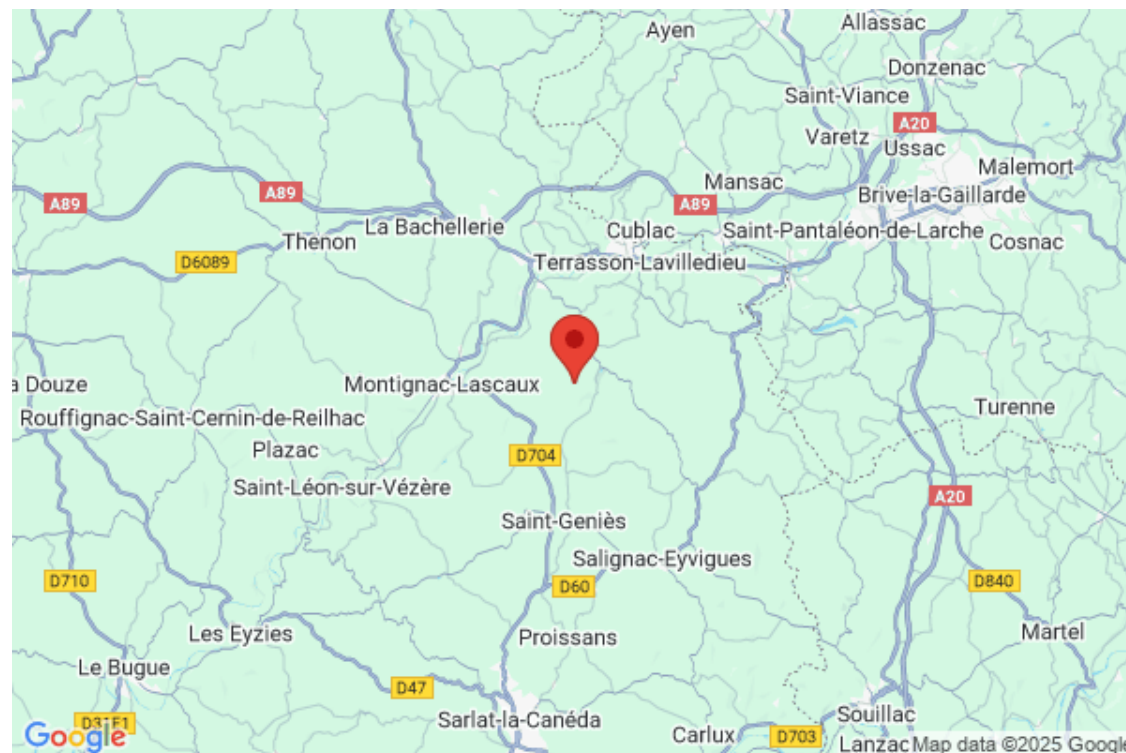 Allassac
Ayen
Donzenac
Saint-Viance
A20
Varetz
Ussac
Malemort
Mansac
A89
A89
A89
Brive-la-Gaillarde
La Bachellerie
Cublac
Saint-Pantaléon-de-Larche
Cosnac
Thenon
D6089
Terrasson-Lavilledieu
a Douze
Montignac-Lascaux
Turenne
Rouffignac-Saint-Cernin-de-Reilhac
Plazac
D704
Saint-Léon-sur-Vézère
A20
Saint-Geniès
Salignac-Eyvigues
D710
D60
D840
Les Eyzies
Proissans
Martel
Le Bugue
D47
Sarlat-la-Canéda
Souillac
Carlux
D703
Google
Lanzac
Map data ©2025 Google